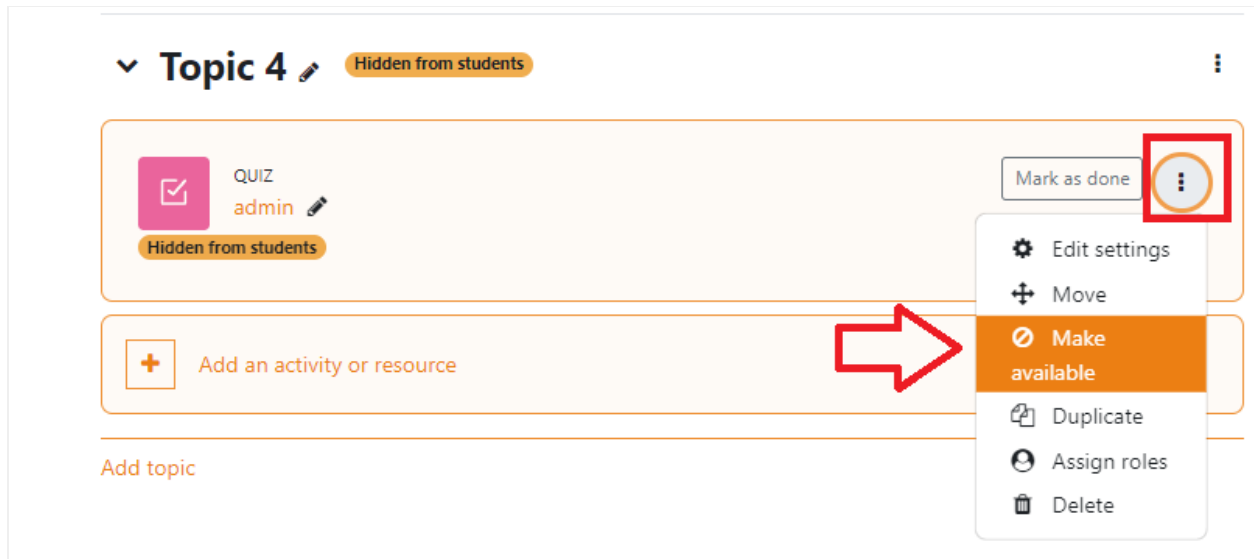 Topic 4 Hidden from students
QUIZ
admin
Hidden from students
Mark as done
Edit settings
Move
Make
available
Duplicate
Assign roles
Delete
Add an activity or resource
Add topic